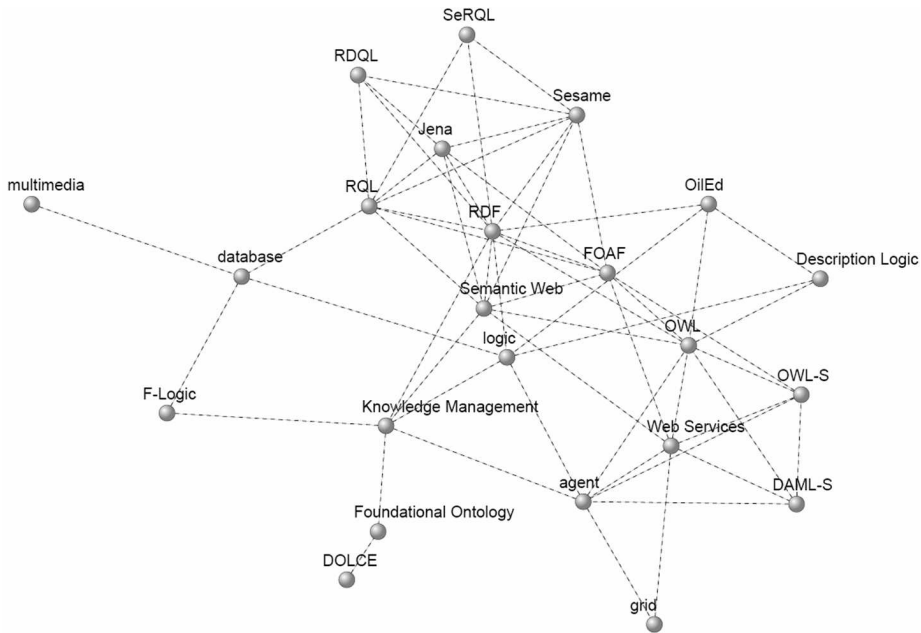 SeRQL
RDQL
Sesame
Jena
multimedia
RQL
OilEd
RDF
database
FOAF
Description Logic
Semantic Web
logic
OWL
OWL-S
F-Logic
Knowledge Management
Web Services
agent
DAML-S
Foundational Ontology
DOLCE
grid